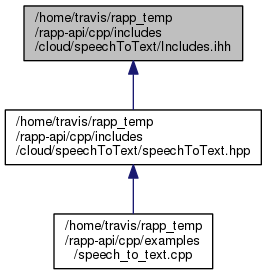 /home/travis/rapp_temp
/rapp-api/cpp/includes
/cloud/speechToText/Includes.ihh
/home/travis/rapp_temp
/rapp-api/cpp/includes
/cloud/speechToText/speechToText.hpp
/home/travis/rapp_temp
/rapp-api/cpp/examples
/speech_to_text.cpp